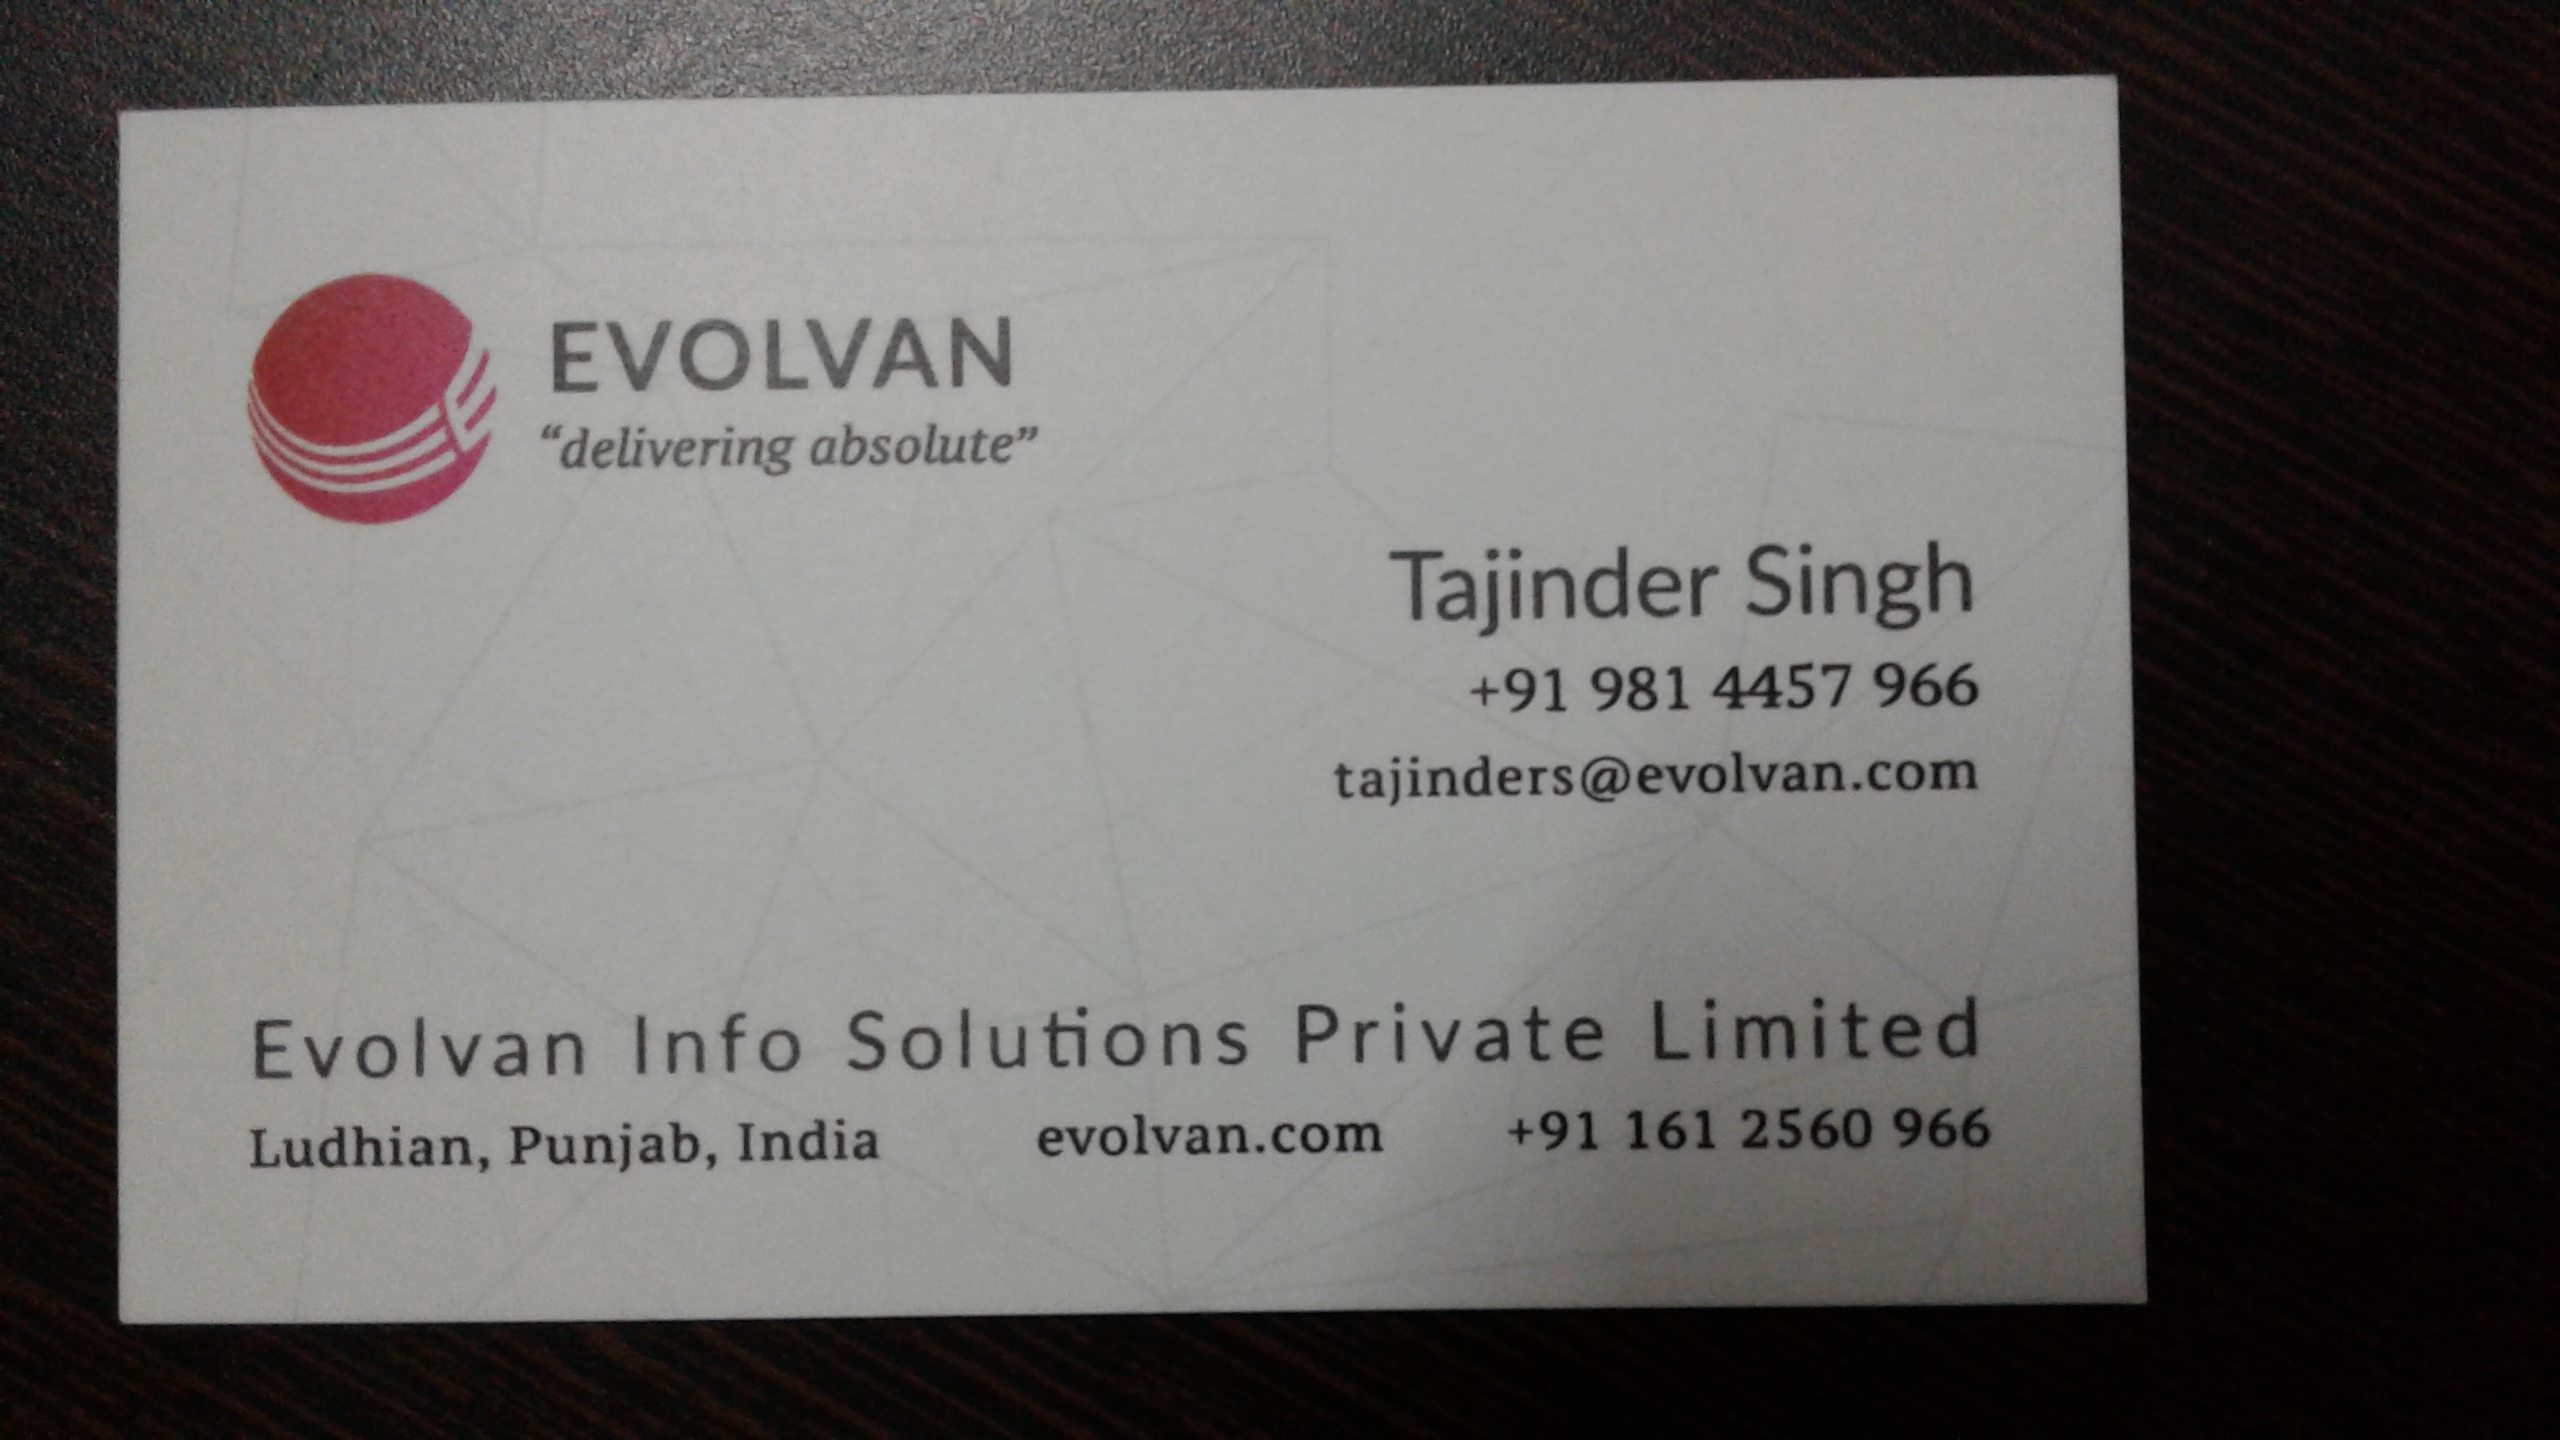 EVOLVAN
“delivering absolute”
Tajinder Singh
+91 981 4457 966
tajinders@evolvan.com
Evolvan Info Solutions Private Limited
Ludhian, Punjab, India evolvan.com +91 161 2560 966